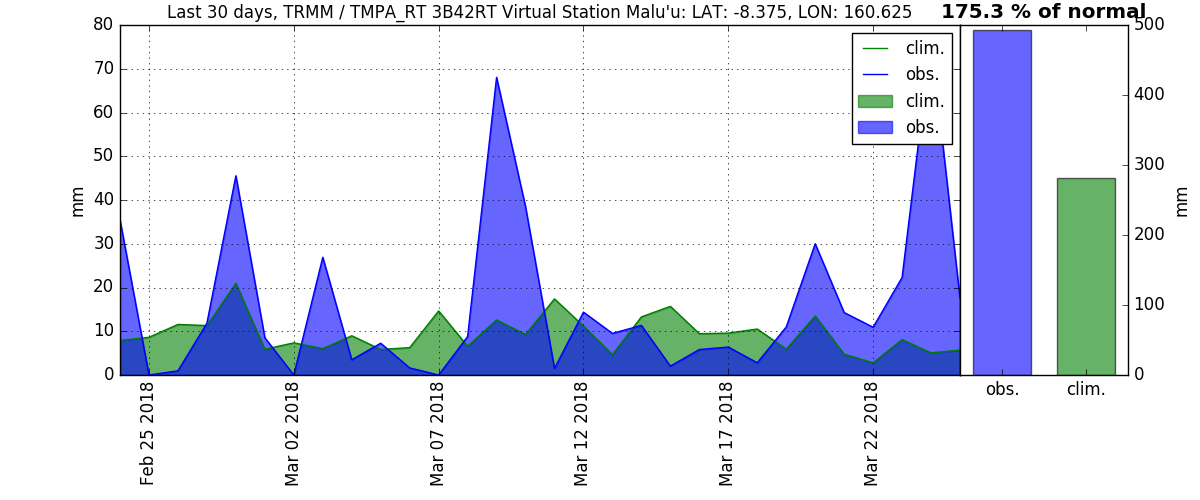 Last 30 days, TRMM / TMPA_RT 3B42RT Virtual Station Malu'u: LAT: -8.375, LON: 160.625
175.3 % of normal
80
70
60
50
40
30
20
10
0
mm
clim.
obs.
clim.
obs.
Feb 25 2018
Mar 02 2018
Mar 07 2018
Mar 12 2018
Mar 17 2018
Mar 22 2018
500
400
300
200
100
0
mm
obs.
clim.